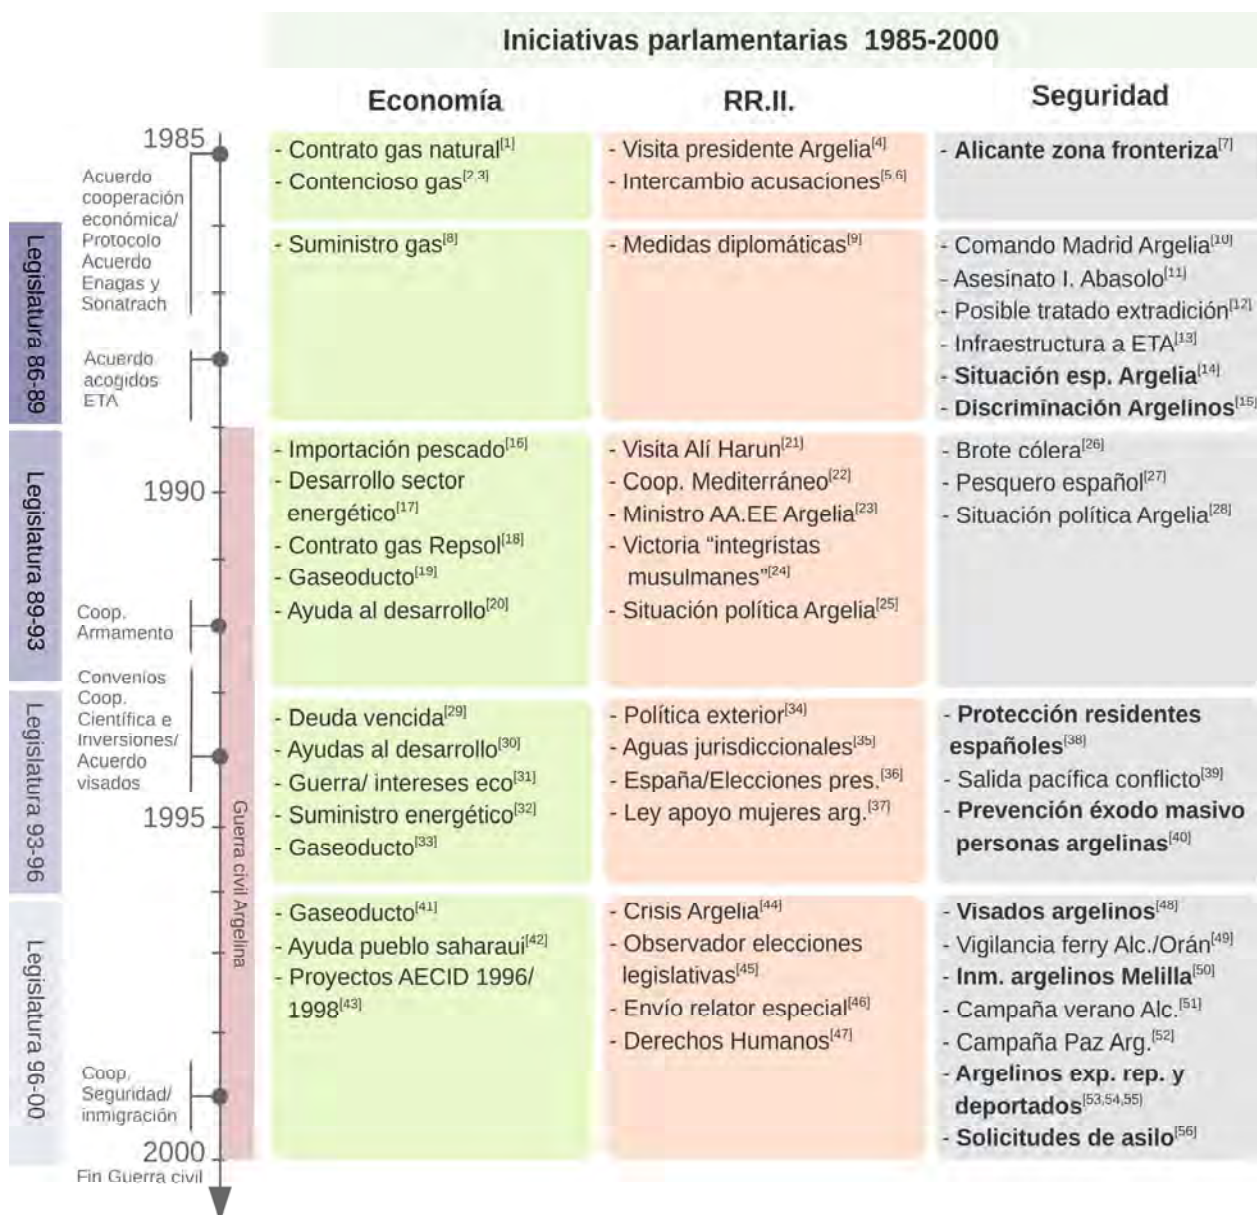 Iniciativas parlamentarias 1985-2000
Economía
RR.II.
Seguridad
1985
Acuerdo
cooperación
económica/
Protocolo
Acuerdo
Enagas y
Sonatrach
- Contrato gas natural[1]
- Contencioso gas[2,3]
- Visita presidente Argelia[4]
- Intercambio acusaciones[5,6]
- Alicante zona fronteriza[7]
Legislatura 86-89
Acuerdo
acogidos
ETA
- Suministro gas[8]
- Medidas diplomáticas[9]
- Comando Madrid Argelia[10]
- Asesinato I. Abasolo[11]
- Posible tratado extradición[12]
- Infraestructura a ETA[13]
- Situación esp. Argelia[14]
- Discriminación Argelinos[15]
Legislatura 89-93
1990
Coop.
Armamento
- Importación pescado[16]
- Desarrollo sector
energético[17]
- Contrato gas Repsol[18]
- Gaseoducto[19]
- Ayuda al desarrollo[20]
- Visita Alí Harun[21]
- Coop. Mediterráneo[22]
- Ministro AA.EE Argelia[23]
- Victoria “integristas
musulmanes”[24]
- Situación política Argelia[25]
- Brote cólera[26]
- Pesquero español[27]
- Situación política Argelia[28]
Legislatura 93-96
Convenios
Coop.
Científica e
Inversiones/
Acuerdo
visados
1995
Guerra civil Argelina
- Deuda vencida[29]
- Ayudas al desarrollo[30]
- Guerra/ intereses eco[31]
- Suministro energético[32]
- Gaseoducto[33]
- Política exterior[34]
- Aguas jurisdiccionales[35]
- España/Elecciones pres.[36]
- Ley apoyo mujeres arg.[37]
- Protección residentes
españoles[38]
- Salida pacífica conflicto[39]
- Prevención éxodo masivo
personas argelinas[40]
Legislatura 96-00
Coop.
Seguridad/
inmigración
2000
Fin Guerra civil
- Gaseoducto[41]
- Ayuda pueblo saharaui[42]
- Proyectos AECID 1996/
1998[43]
- Crisis Argelia[44]
- Observador elecciones
legislativas[45]
- Envío relator especial[46]
- Derechos Humanos[47]
- Visados argelinos[48]
- Vigilancia ferry Alc./Orán[49]
- Inm. argelinos Melilla[50]
- Campaña verano Alc.[51]
- Campaña Paz Arg.[52]
- Argelinos exp. rep. y
deportados[53,54,55]
- Solicitudes de asilo[56]